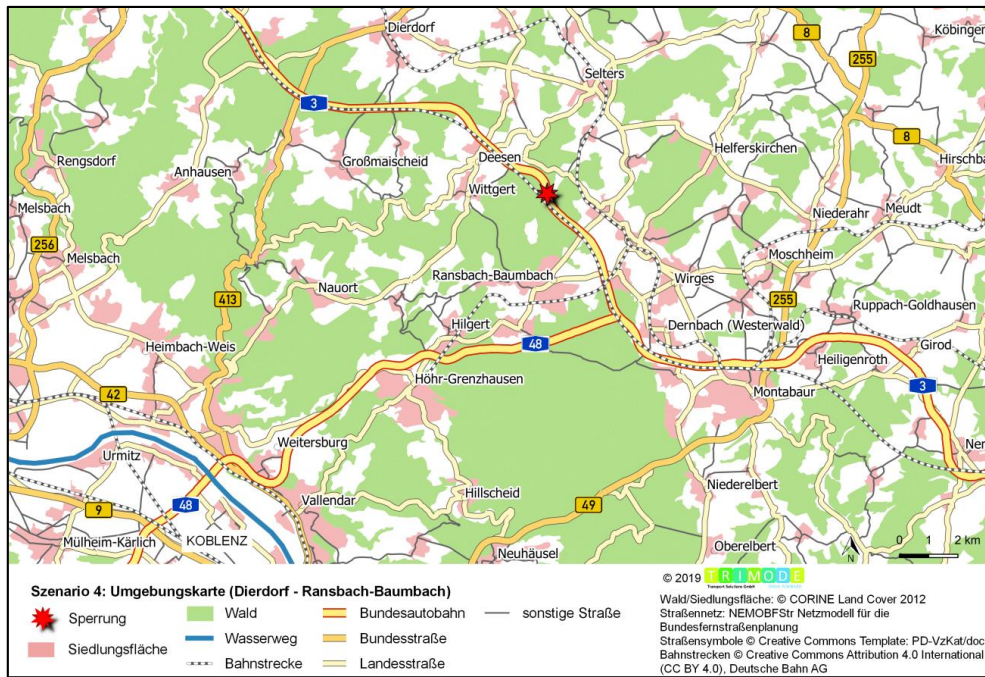 Dierdorf
8
Köbinger
255
Selters
3
Deesen
Großmaischeid
Rengsdorf
Anhausen
Wittgert
Helferskirchen
8
Hirschba
Melsbach
Niederahr
Meudt
256
Melsbach
Moschheim
Ransbach-Baumbach
Wirges
Nauort
413
255
Ruppach-Goldhausen
Hilgert
Dernbach (Westerwald)
Heimbach-Weis
48
Girod
Heiligenroth
Höhr-Grenzhausen
3
Montabaur
42
Weitersburg
Ner
Urmitz
Niederelbert
Vallendar
Hillscheid
48
49
9
KOBLENZ
Mülheim-Kärlich
Neuhäusel
Oberelbert
N
0 1 2 km
Szenario 4: Umgebungskarte (Dierdorf - Ransbach-Baumbach)
Sperrung
Siedlungsfläche
Wald
Wasserweg
Bahnstrecke
Bundesautobahn
Bundesstraße
Landesstraße
sonstige Straße
© 2019 TRIMODE
Transport Solutions GmbH
Wald/Siedlungsfläche: © CORINE Land Cover 2012
Straßennetz: NEMOBFStr Netzmodell für die
Bundesfernstraßenplanung
Straßensymbole © Creative Commons Template: PD-VzKat/doc
Bahnstrecken © Creative Commons Attribution 4.0 International
(CC BY 4.0), Deutsche Bahn AG